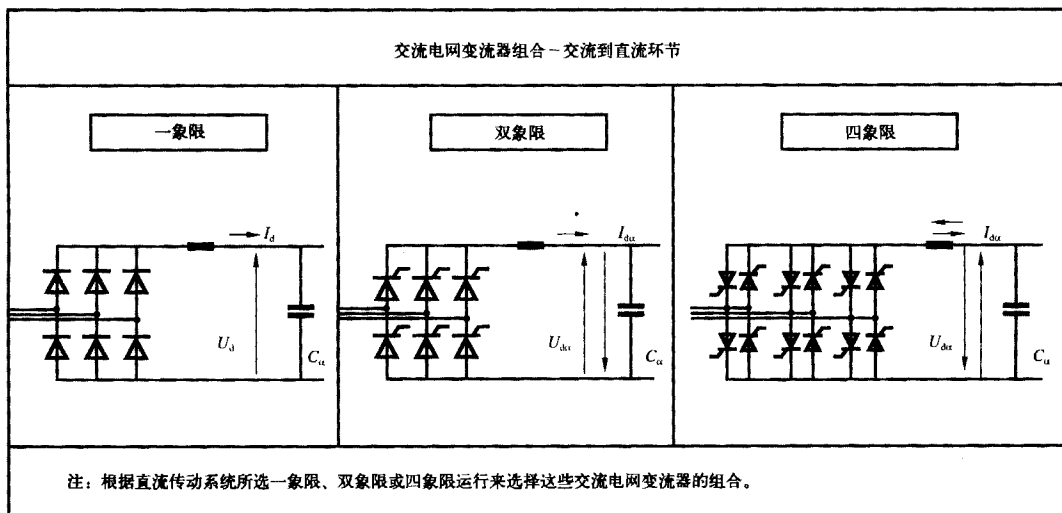 交流电网变流器组合－交流到直流环节
一象限
双象限
四象限
I_d
I_dα
I_dα
U_d
C_α
U_dα
C_α
U_dα
C_α
注：根据直流传动系统所选一象限、双象限或四象限运行来选择这些交流电网变流器的组合。